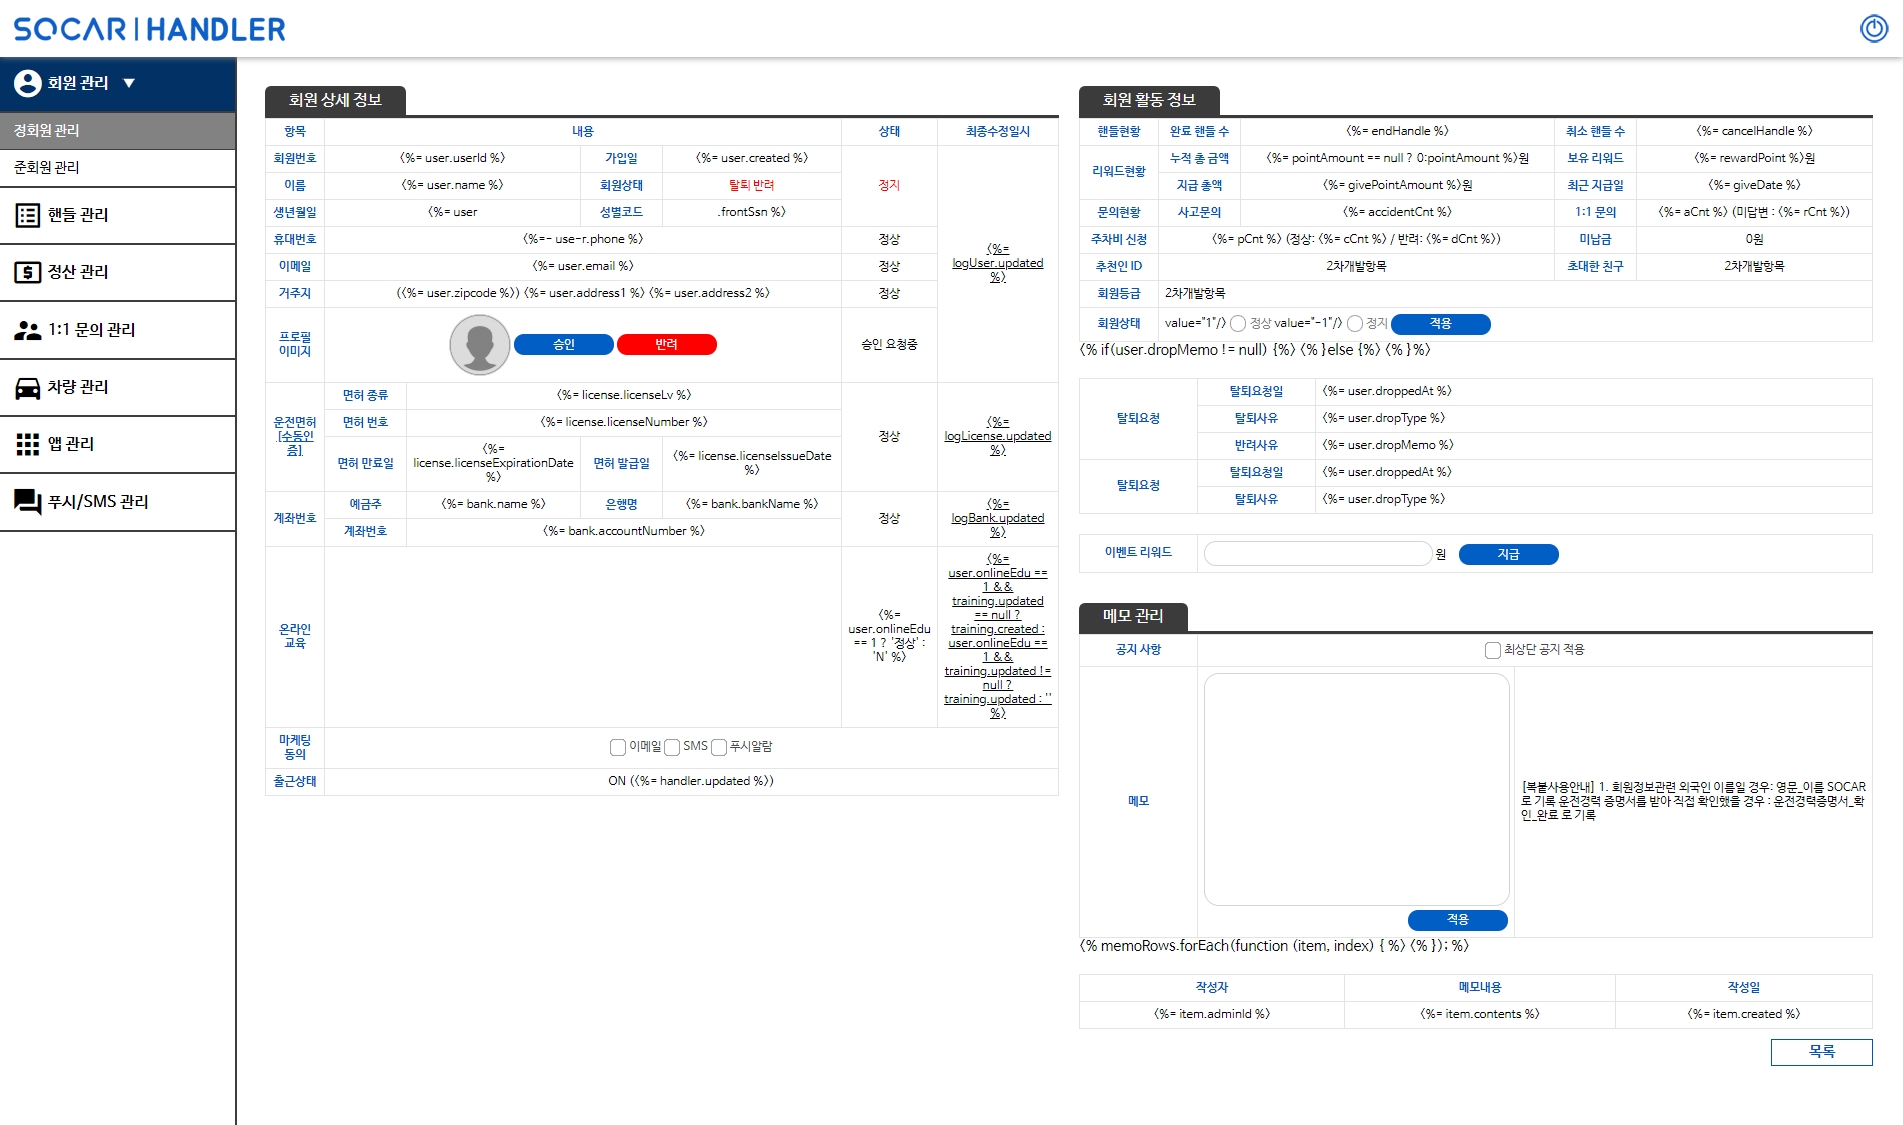 SOCAR | HANDLER
회원 관리 ▼
정회원 관리
준회원 관리
핸들 관리
정산 관리
1:1 문의 관리
차량 관리
앱 관리
푸시/SMS 관리
회원 상세 정보
항목 내용 상태 최종수정일시
회원번호 <%= user.userId %> 가입일 <%= user.created %>
이름 <%= user.name %> 회원상태 탈퇴 반려 정지
생년월일 <%= user 성별코드 .frontSsn %>
휴대번호 <%=- use-r.phone %> 정상
<%=
logUser.updated
%>
이메일 <%= user.email %> 정상
거주지 (<%= user.zipcode %>) <%= user.address1 %> <%= user.address2 %> 정상
프로필
이미지
승인 반려 승인 요청중
운전면허
[수동인
증]
면허 종류 <%= license.licenseLv %>
면허 번호 <%= license.licenseNumber %>
면허 만료일
<%=
license.licenseExpirationDate
%>
면허 발급일
<%= license.licenseIssueDate
%>
정상
<%=
logLicense.updated
%>
계좌번호
예금주 <%= bank.name %> 은행명 <%= bank.bankName %>
계좌번호 <%= bank.accountNumber %>
정상
<%=
logBank.updated
%>
온라인
교육
<%=
user.onlineEdu
== 1 ? '정상' :
'N' %>
<%=
user.onlineEdu ==
1 &&
training.updated
== null ?
training.created :
user.onlineEdu ==
1 &&
training.updated !=
null ?
training.updated : ''
%>
마케팅
동의
이메일 SMS 푸시알람
출근상태 ON (<%= handler.updated %>)
회원 활동 정보
핸들현황 완료 핸들 수 <%= endHandle %> 취소 핸들 수 <%= cancelHandle %>
리워드현황
누적 총 금액 <%= pointAmount == null ? 0:pointAmount %>원 보유 리워드 <%= rewardPoint %>원
지급 총액 <%= givePointAmount %>원 최근 지급일 <%= giveDate %>
문의현황 사고문의 <%= accidentCnt %> 1:1 문의 <%= aCnt %> (미답변 : <%= rCnt %>)
주차비 신청 <%= pCnt %> (정상: <%= cCnt %> / 반려: <%= dCnt %>) 미납금 0원
추천인 ID 2차개발항목 초대한 친구 2차개발항목
회원등급 2차개발항목
회원상태 value="1"/> 정상 value="-1"/> 정지 적용
<% if(user.dropMemo != null) {%> <% }else {%> <% } %>
탈퇴요청
탈퇴요청일 <%= user.droppedAt %>
탈퇴사유 <%= user.dropType %>
반려사유 <%= user.dropMemo %>
탈퇴요청
탈퇴요청일 <%= user.droppedAt %>
탈퇴사유 <%= user.dropType %>
이벤트 리워드 원 지급
메모 관리
공지 사항 최상단 공지 적용
메모
[복붙사용안내] 1. 회원정보관련 외국인 이름일 경우: 영문_이름 SOCAR
로 기록 운전경력 증명서를 받아 직접 확인했을 경우 : 운전경력증명서_확
인_완료 로 기록
적용
<% memoRows.forEach(function (item, index) { %> <% }); %>
작성자 메모내용 작성일
<%= item.adminId %> <%= item.contents %> <%= item.created %>
목록